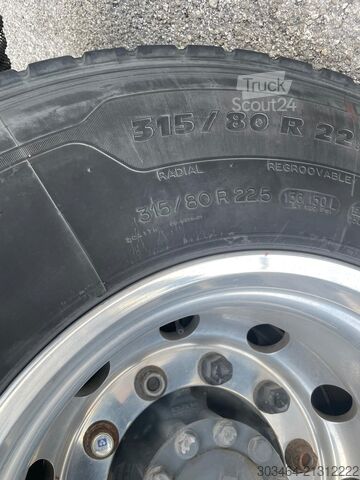 Truck
Scout24
315/80 R 22
RADIAL
REGROOVABLE
315/80 R 22.5
156/150 L
303464-21312222